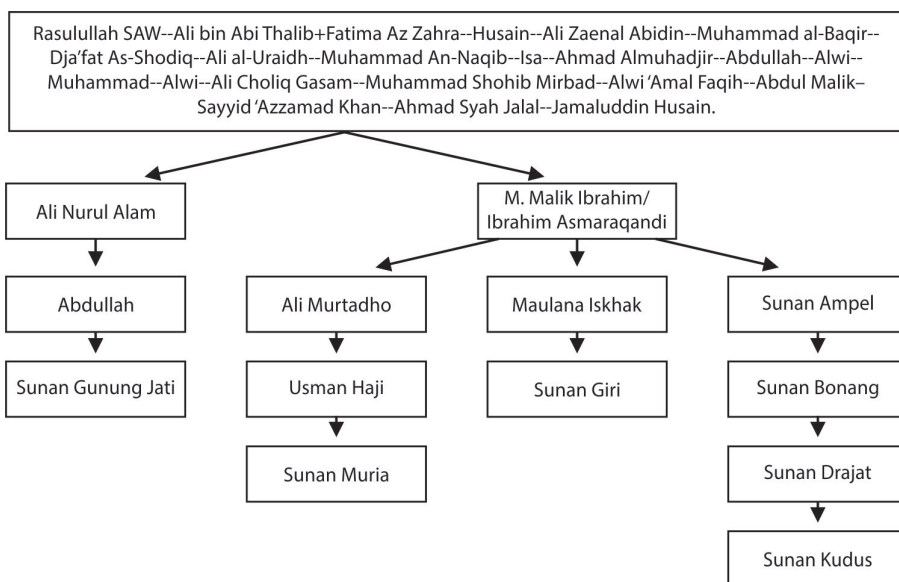 Rasulullah SAW--Ali bin Abi Thalib+Fatima Az Zahra--Husain--Ali Zaenal Abidin--Muhammad al-Baqir--
Dja’fat As-Shodiq--Ali al-Uraidh--Muhammad An-Naqib--Isa--Ahmad Almuhadjir--Abdullah--Alwi--
Muhammad--Alwi--Ali Choliq Gasam--Muhammad Shohib Mirbad--Alwi ‘Amal Faqih--Abdul Malik–
Sayyid ‘Azzamad Khan--Ahmad Syah Jalal--Jamaluddin Husain.
Ali Nurul Alam
M. Malik Ibrahim/
Ibrahim Asmaraqandi
Abdullah
Ali Murtadho
Maulana Iskhak
Sunan Ampel
Sunan Gunung Jati
Usman Haji
Sunan Giri
Sunan Bonang
Sunan Muria
Sunan Drajat
Sunan Kudus